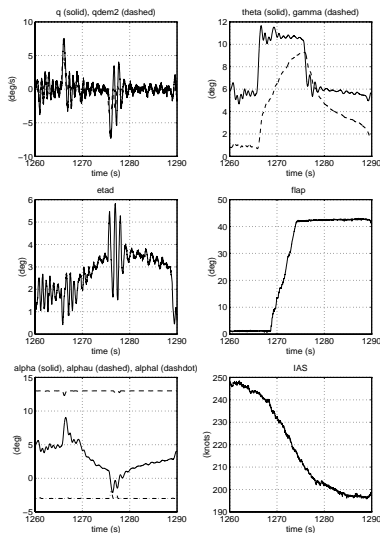 q (solid), qdem2 (dashed)
10
5
0
−5
−10
1260 1270 1280 1290
(deg/s)
time (s)
theta (solid), gamma (dashed)
12
10
8
6
4
2
0
1260 1270 1280 1290
(deg)
time (s)
etad
6
5
4
3
2
1
0
1260 1270 1280 1290
(deg)
time (s)
flap
50
40
30
20
10
0
1260 1270 1280 1290
(deg)
time (s)
alpha (solid), alphau (dashed), alphal (dashdot)
15
10
5
0
−5
1260 1270 1280 1290
(deg)
time (s)
IAS
250
240
230
220
210
200
190
1260 1270 1280 1290
(knots)
time (s)